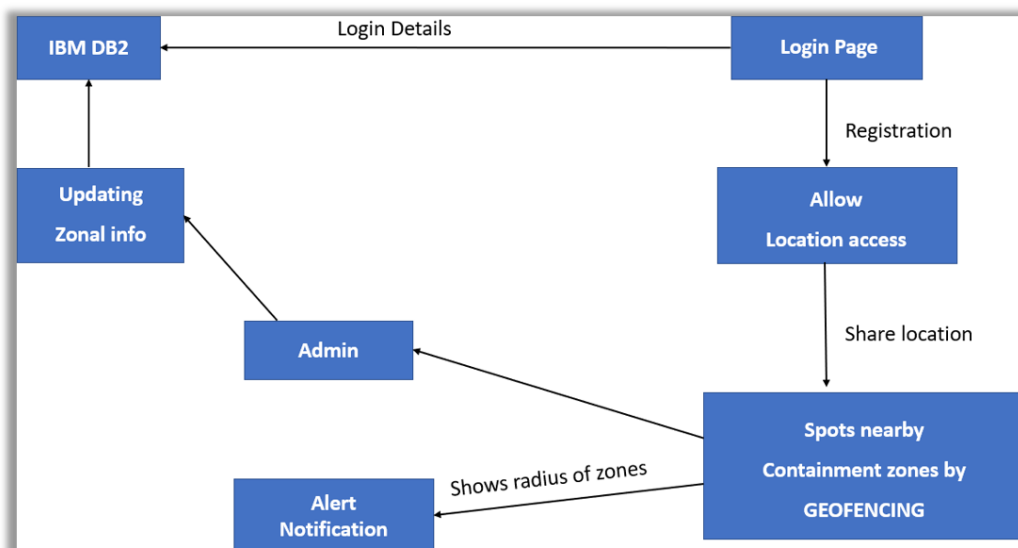 Login Details
IBM DB2
Login Page
Registration
Updating
Zonal info
Allow
Location access
Share location
Admin
Spots nearby
Containment zones by
GEOFENCING
Shows radius of zones
Alert
Notification